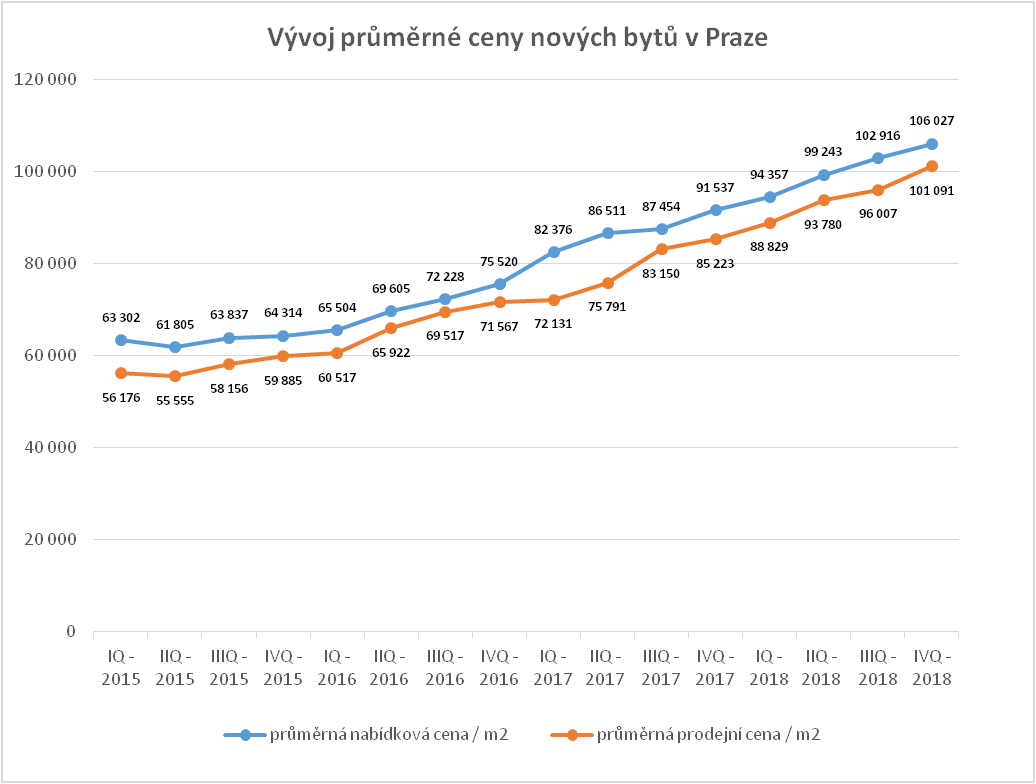 Vývoj průměrné ceny nových bytů v Praze
120 000
100 000
80 000
60 000
40 000
20 000
0
63 302 61 805 63 837 64 314 65 504 69 605 72 228 75 520 82 376 86 511 87 454 91 537 94 357 99 243 102 916 106 027
56 176 55 555 58 156 59 885 60 517 65 922 69 517 71 567 72 131 75 791 83 150 85 223 88 829 93 780 96 007 101 091
IQ - IIQ - IIIQ - IVQ - IQ - IIQ - IIIQ - IVQ - IQ - IIQ - IIIQ - IVQ - IQ - IIQ - IIIQ - IVQ -
2015 2015 2015 2015 2016 2016 2016 2016 2017 2017 2017 2017 2018 2018 2018 2018
průměrná nabídková cena / m2 průměrná prodejní cena / m2